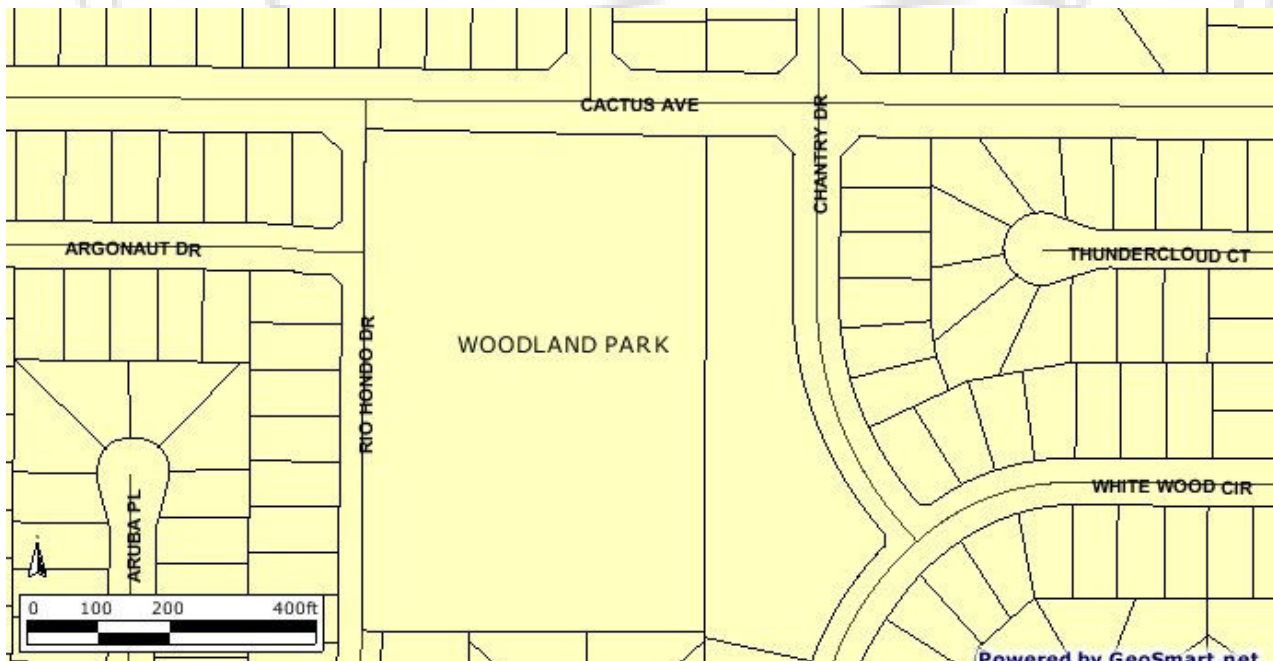 CACTUS AVE
CHANTRY DR
ARGONAUT DR
THUNDERCLOUD CT
WOODLAND PARK
RIO HONDO DR
WHITE WOOD CIR
ARUBA PL
0 100 200 400ft
Powered by GeoSmart.net